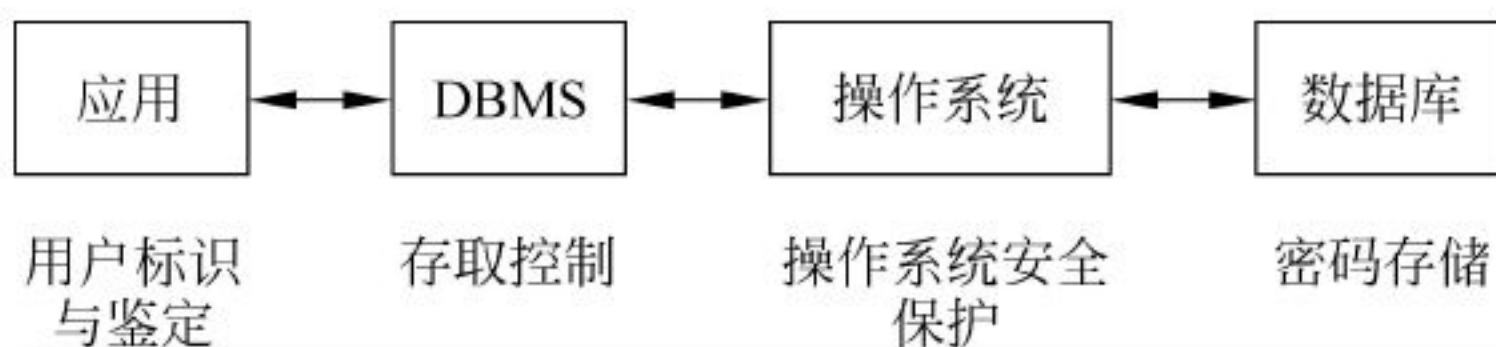 应用
DBMS
操作系统
数据库
用户标识
与鉴定
存取控制
操作系统安全
保护
密码存储